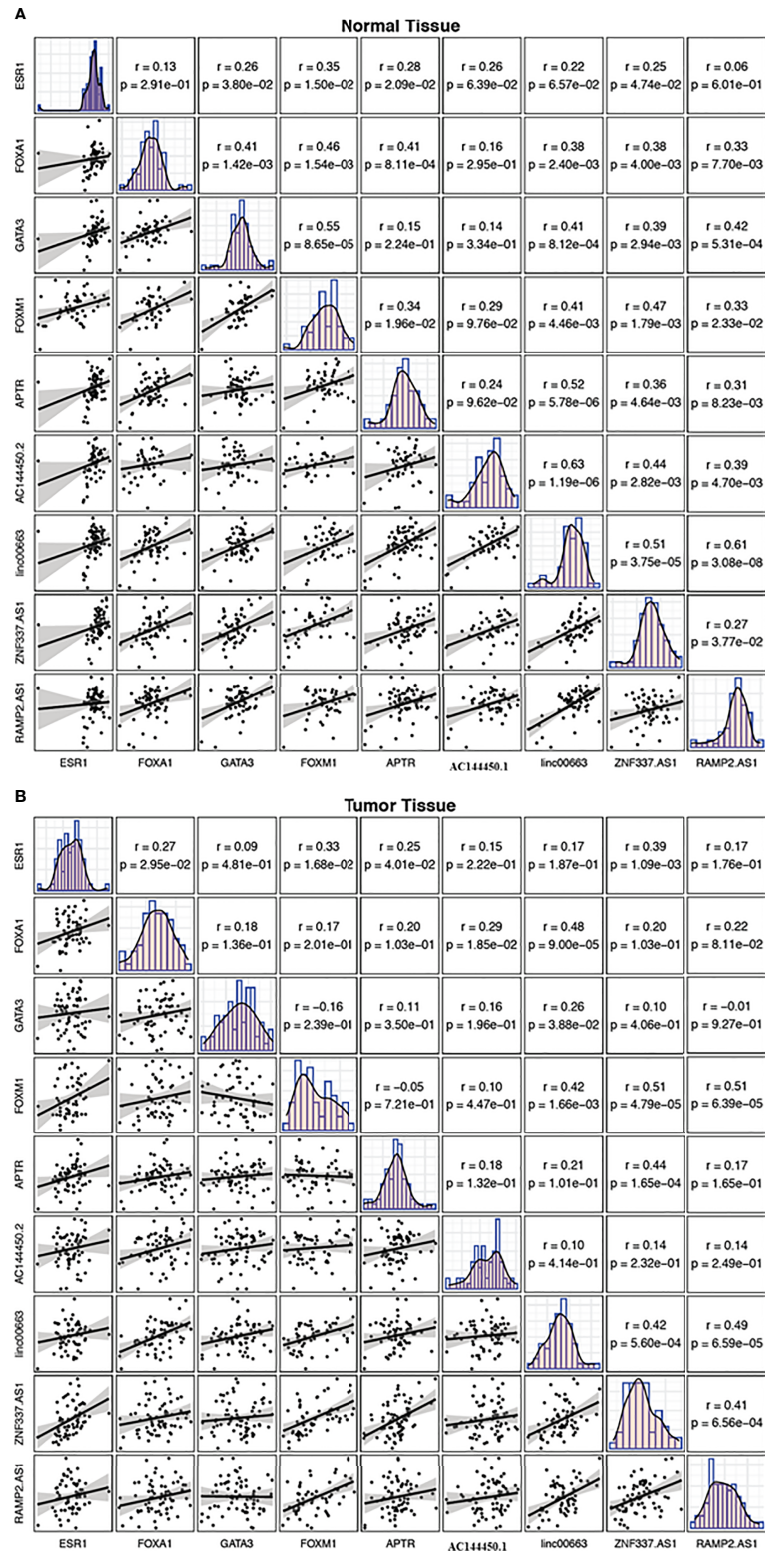 A
Normal Tissue
ESR1
r = 0.13
p = 2.91e−01
r = 0.26
p = 3.80e−02
r = 0.35
p = 1.50e−02
r = 0.28
p = 2.09e−02
r = 0.26
p = 6.39e−02
r = 0.22
p = 6.57e−02
r = 0.25
p = 4.74e−02
r = 0.06
p = 6.01e−01
FOXA1
r = 0.41
p = 1.42e−03
r = 0.46
p = 1.54e−03
r = 0.41
p = 8.11e−04
r = 0.16
p = 2.95e−01
r = 0.38
p = 2.40e−03
r = 0.38
p = 4.00e−03
r = 0.33
p = 7.70e−03
GATA3
r = 0.55
p = 8.65e−05
r = 0.15
p = 2.24e−01
r = 0.14
p = 3.34e−01
r = 0.41
p = 8.12e−04
r = 0.39
p = 2.94e−03
r = 0.42
p = 5.31e−04
FOXM1
r = 0.34
p = 1.96e−02
r = 0.29
p = 9.76e−02
r = 0.41
p = 4.46e−03
r = 0.47
p = 1.79e−03
r = 0.33
p = 2.33e−02
APTR
r = 0.24
p = 9.62e−02
r = 0.52
p = 5.78e−06
r = 0.36
p = 4.64e−03
r = 0.31
p = 8.23e−03
AC144450.2
r = 0.63
p = 1.19e−06
r = 0.44
p = 2.82e−03
r = 0.39
p = 4.70e−03
linc00663
r = 0.51
p = 3.75e−05
r = 0.61
p = 3.08e−08
ZNF337.AS1
r = 0.27
p = 3.77e−02
RAMP2.AS1
ESR1
FOXA1
GATA3
FOXM1
APTR
AC144450.1
linc00663
ZNF337.AS1
RAMP2.AS1
B
Tumor Tissue
ESR1
r = 0.27
p = 2.95e−02
r = 0.09
p = 4.81e−01
r = 0.33
p = 1.68e−02
r = 0.25
p = 4.01e−02
r = 0.15
p = 2.22e−01
r = 0.17
p = 1.87e−01
r = 0.39
p = 1.09e−03
r = 0.17
p = 1.76e−01
FOXA1
r = 0.18
p = 1.36e−01
r = 0.17
p = 2.01e−01
r = 0.20
p = 1.03e−01
r = 0.29
p = 1.85e−02
r = 0.48
p = 9.00e−05
r = 0.20
p = 1.03e−01
r = 0.22
p = 8.11e−02
GATA3
r = −0.16
p = 2.39e−01
r = 0.11
p = 3.50e−01
r = 0.16
p = 1.96e−01
r = 0.26
p = 3.88e−02
r = 0.10
p = 4.06e−01
r = −0.01
p = 9.27e−01
FOXM1
r = −0.05
p = 7.21e−01
r = 0.10
p = 4.47e−01
r = 0.42
p = 1.66e−03
r = 0.51
p = 4.79e−05
r = 0.51
p = 6.39e−05
APTR
r = 0.18
p = 1.32e−01
r = 0.21
p = 1.01e−01
r = 0.44
p = 1.65e−04
r = 0.17
p = 1.65e−01
AC144450.2
r = 0.10
p = 4.14e−01
r = 0.14
p = 2.32e−01
r = 0.14
p = 2.49e−01
linc00663
r = 0.42
p = 5.60e−04
r = 0.49
p = 6.59e−05
ZNF337.AS1
r = 0.41
p = 6.56e−04
RAMP2.AS1
ESR1
FOXA1
GATA3
FOXM1
APTR
AC144450.1
linc00663
ZNF337.AS1
RAMP2.AS1